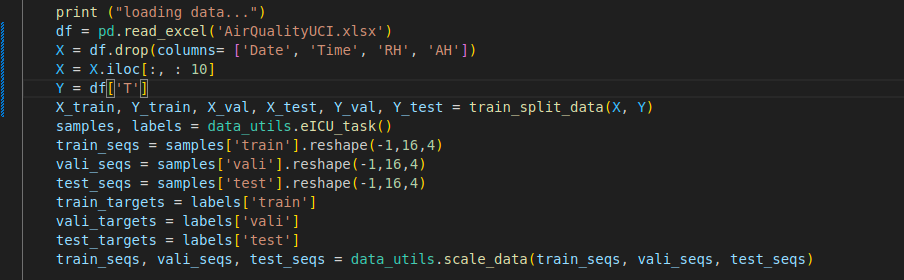 print ("loading data...")
df = pd.read_excel('AirQualityUCI.xlsx')
X = df.drop(columns= ['Date', 'Time', 'RH', 'AH'])
X = X.iloc[:, : 10]
Y = df['T']
X_train, Y_train, X_val, X_test, Y_val, Y_test = train_split_data(X, Y)
samples, labels = data_utils.eICU_task()
train_seqs = samples['train'].reshape(-1,16,4)
vali_seqs = samples['vali'].reshape(-1,16,4)
test_seqs = samples['test'].reshape(-1,16,4)
train_targets = labels['train']
vali_targets = labels['vali']
test_targets = labels['test']
train_seqs, vali_seqs, test_seqs = data_utils.scale_data(train_seqs, vali_seqs, test_seqs)